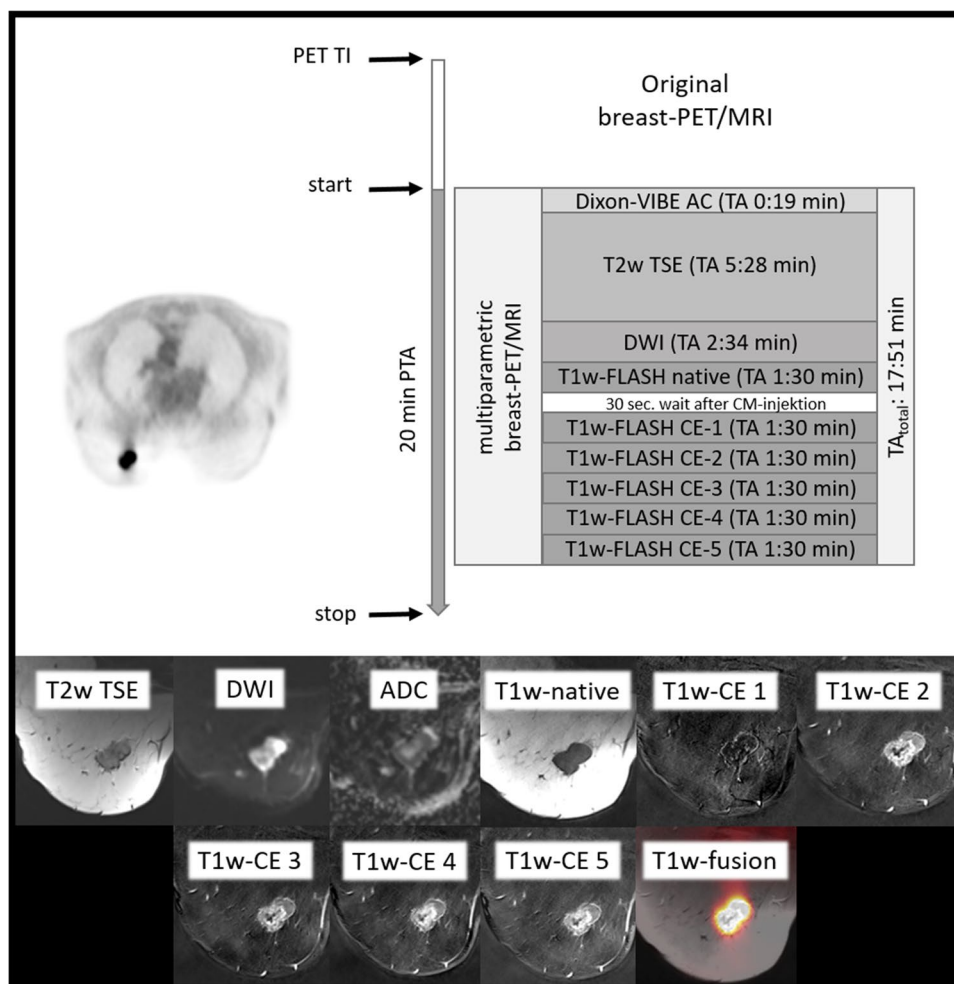 PET TI
Original
breast-PET/MRI
start
Dixon-VIBE AC (TA 0:19 min)
T2w TSE (TA 5:28 min)
DWI (TA 2:34 min)
T1w-FLASH native (TA 1:30 min)
30 sec. wait after CM-injektion
T1w-FLASH CE-1 (TA 1:30 min)
T1w-FLASH CE-2 (TA 1:30 min)
T1w-FLASH CE-3 (TA 1:30 min)
T1w-FLASH CE-4 (TA 1:30 min)
T1w-FLASH CE-5 (TA 1:30 min)
multiparametric
breast-PET/MRI
TAtotal: 17:51 min
20 min PTA
stop
T2w TSE
DWI
ADC
T1w-native
T1w-CE 1
T1w-CE 2
T1w-CE 3
T1w-CE 4
T1w-CE 5
T1w-fusion